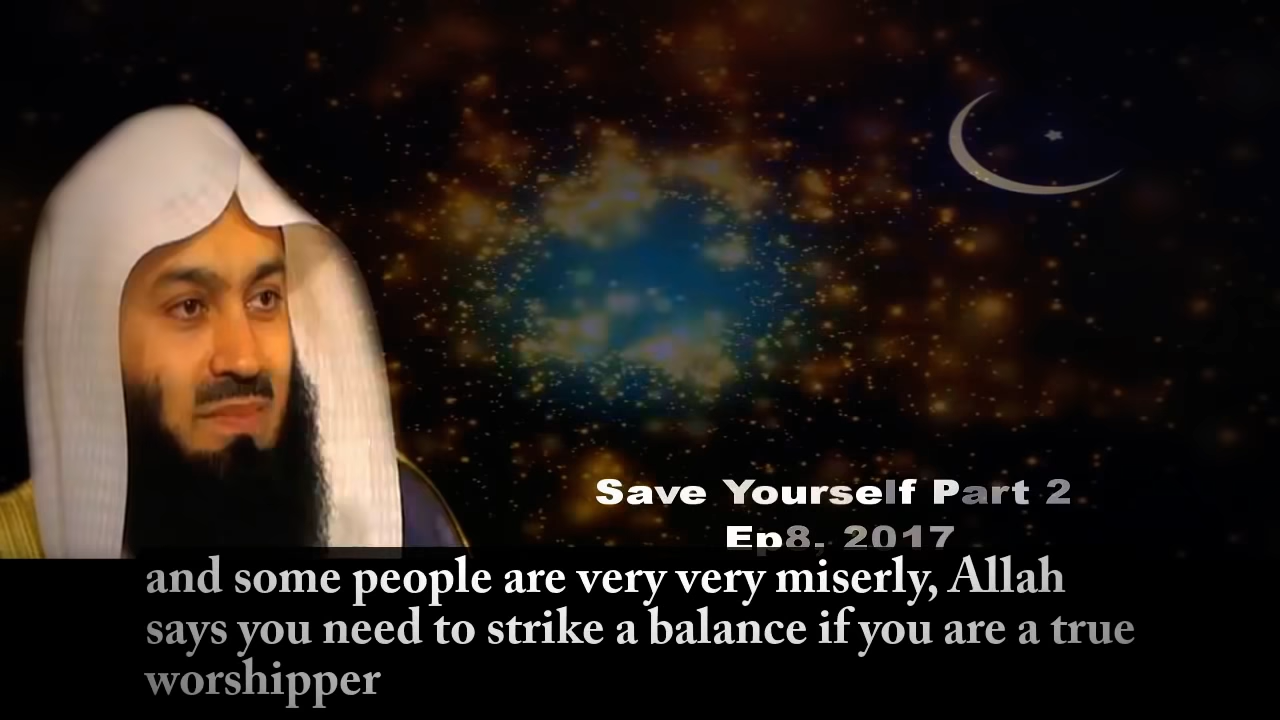 Save Yourself Part 2
Ep8, 2017
and some people are very very miserly, Allah
says you need to strike a balance if you are a true
worshipper